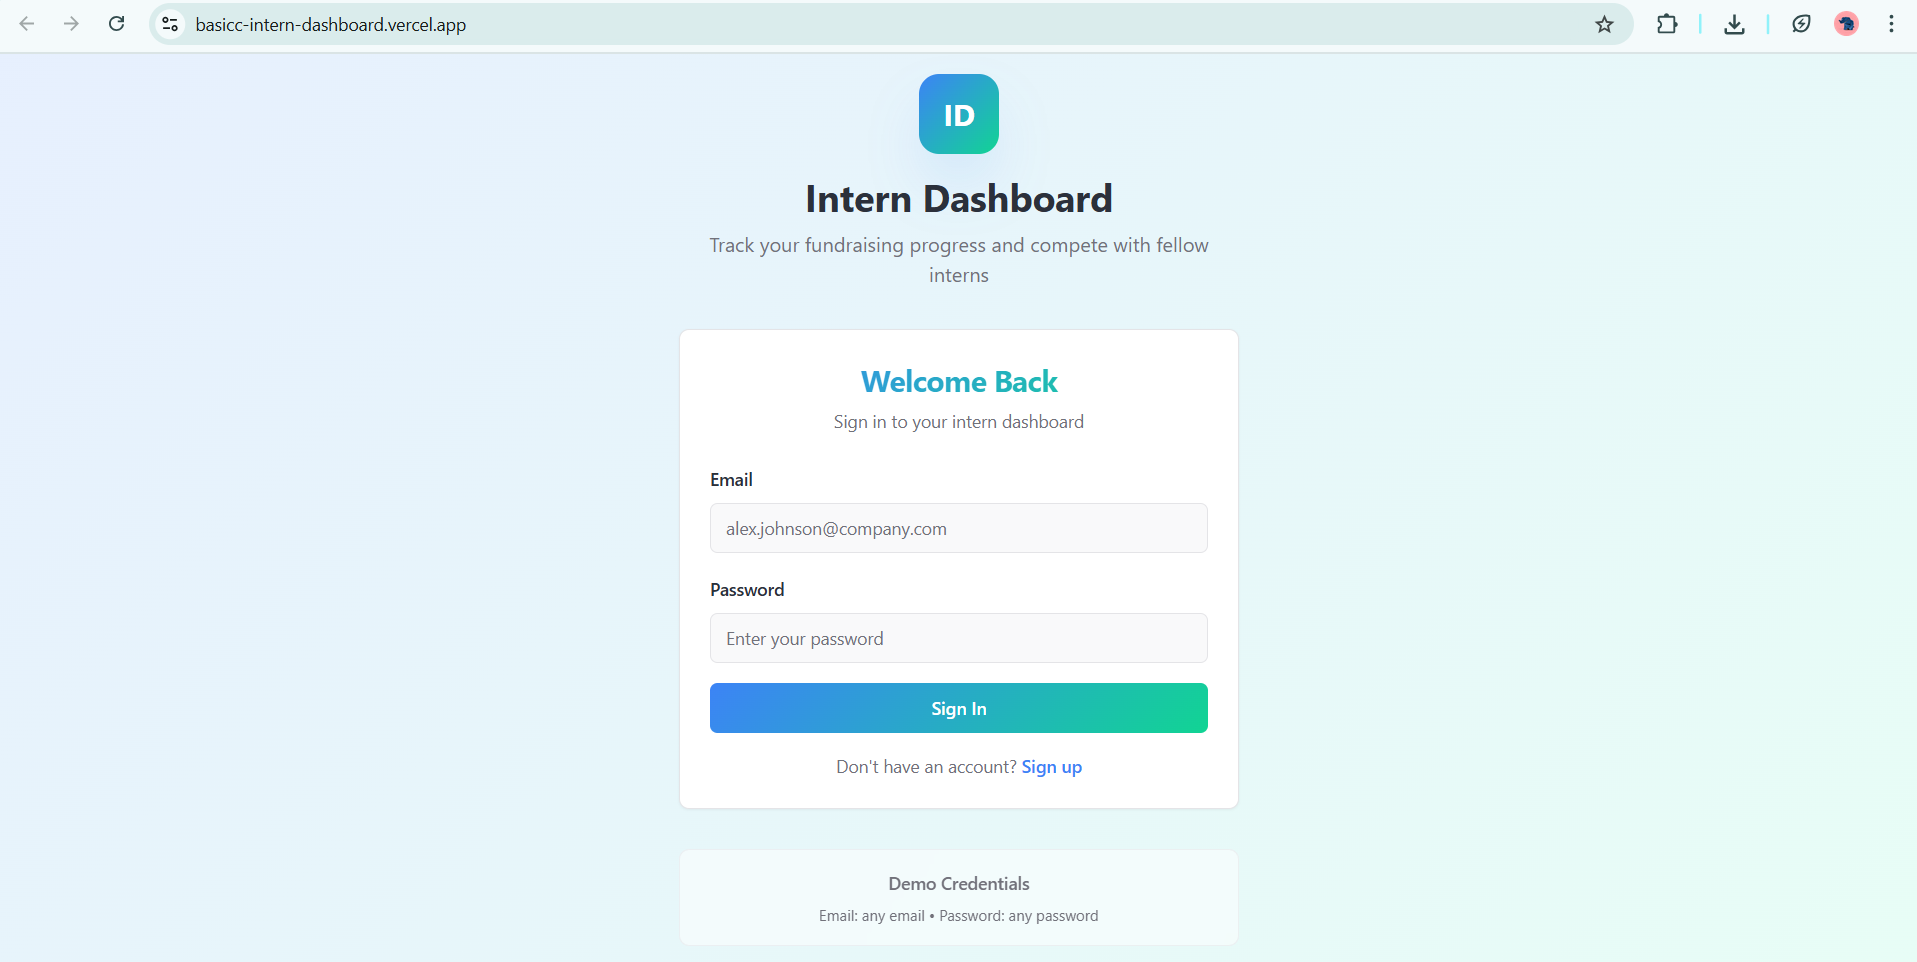 basicc-intern-dashboard.vercel.app
ID
Intern Dashboard
Track your fundraising progress and compete with fellow
interns
Welcome Back
Sign in to your intern dashboard
Email
alex.johnson@company.com
Password
Enter your password
Sign In
Don't have an account? Sign up
Demo Credentials
Email: any email • Password: any password